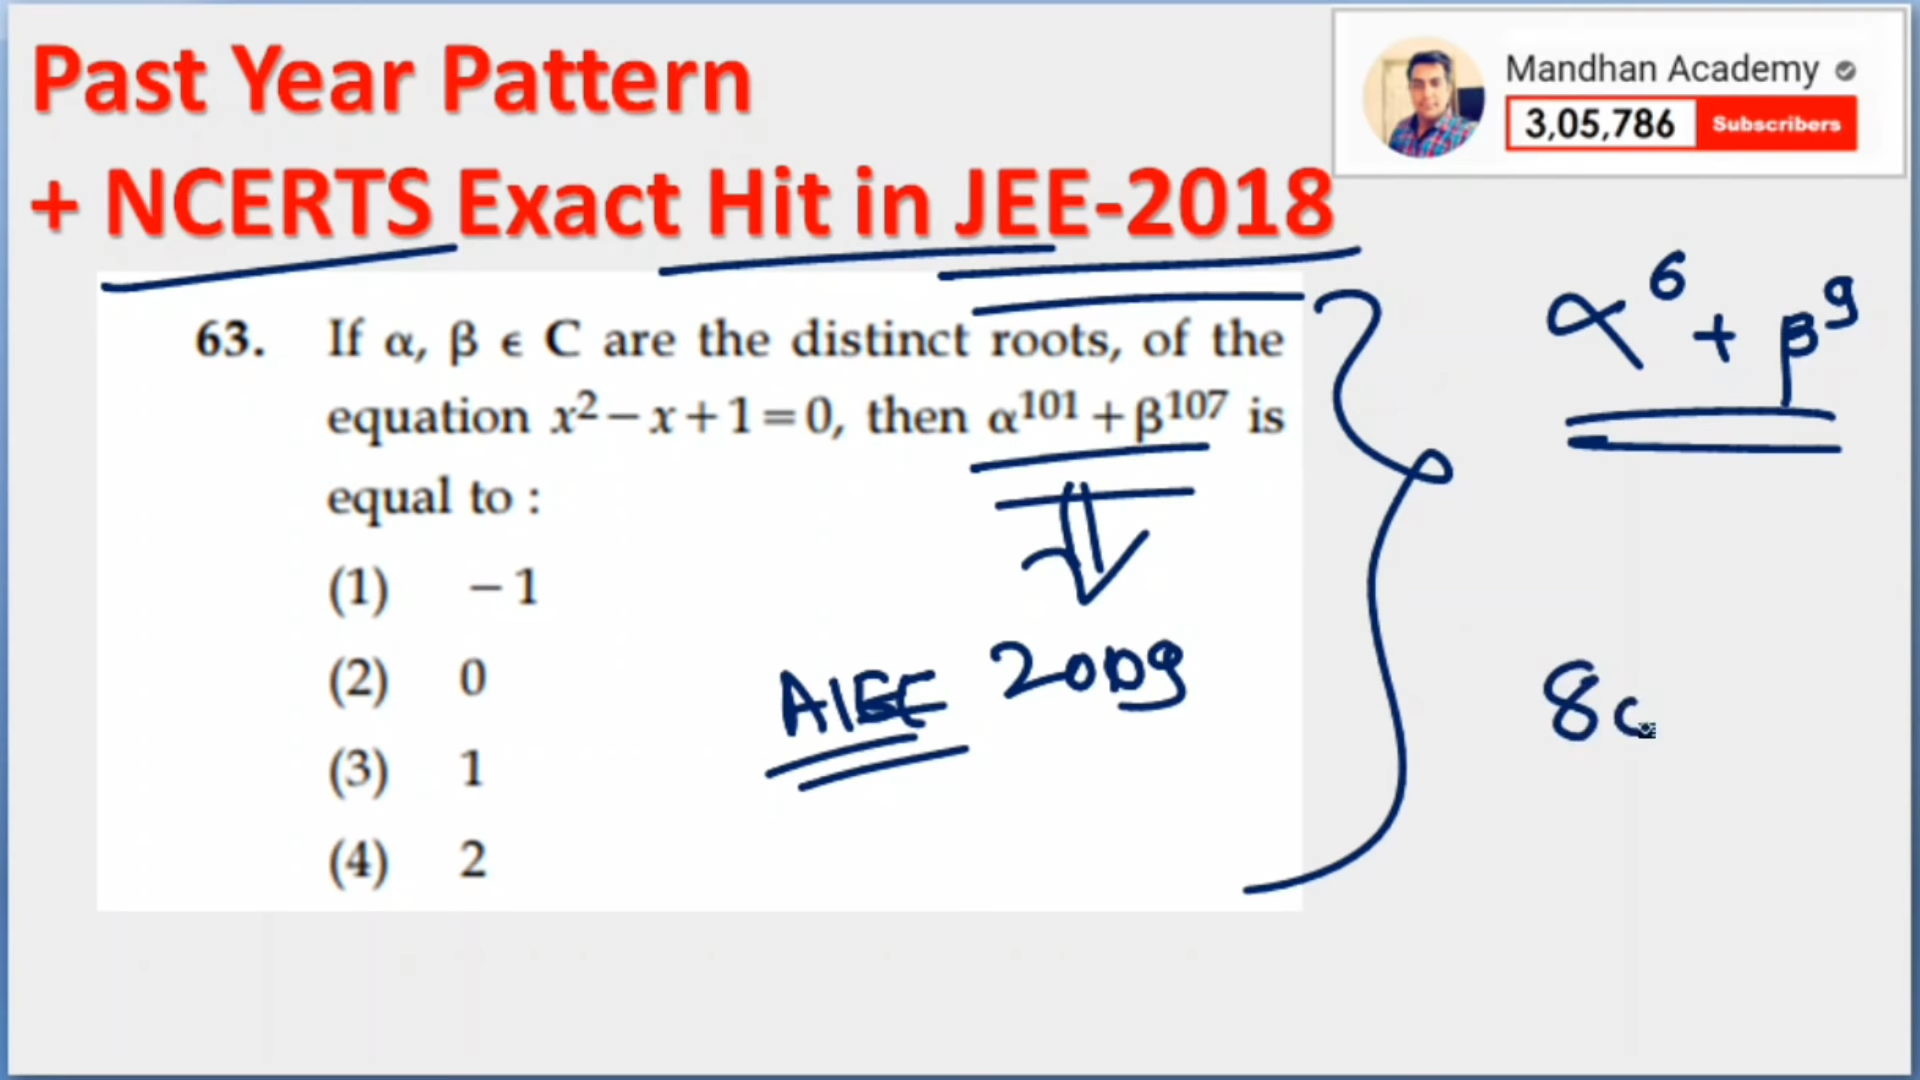 Past Year Pattern
+ NCERTS Exact Hit in JEE-2018
Mandhan Academy
3,05,786 Subscribers
63. If α, β ϵ C are the distinct roots, of the
equation x² − x + 1 = 0, then α¹⁰¹ + β¹⁰⁷ is
equal to :
(1) − 1
(2) 0
(3) 1
(4) 2
α⁶ + β⁹
AIEE 2009
8